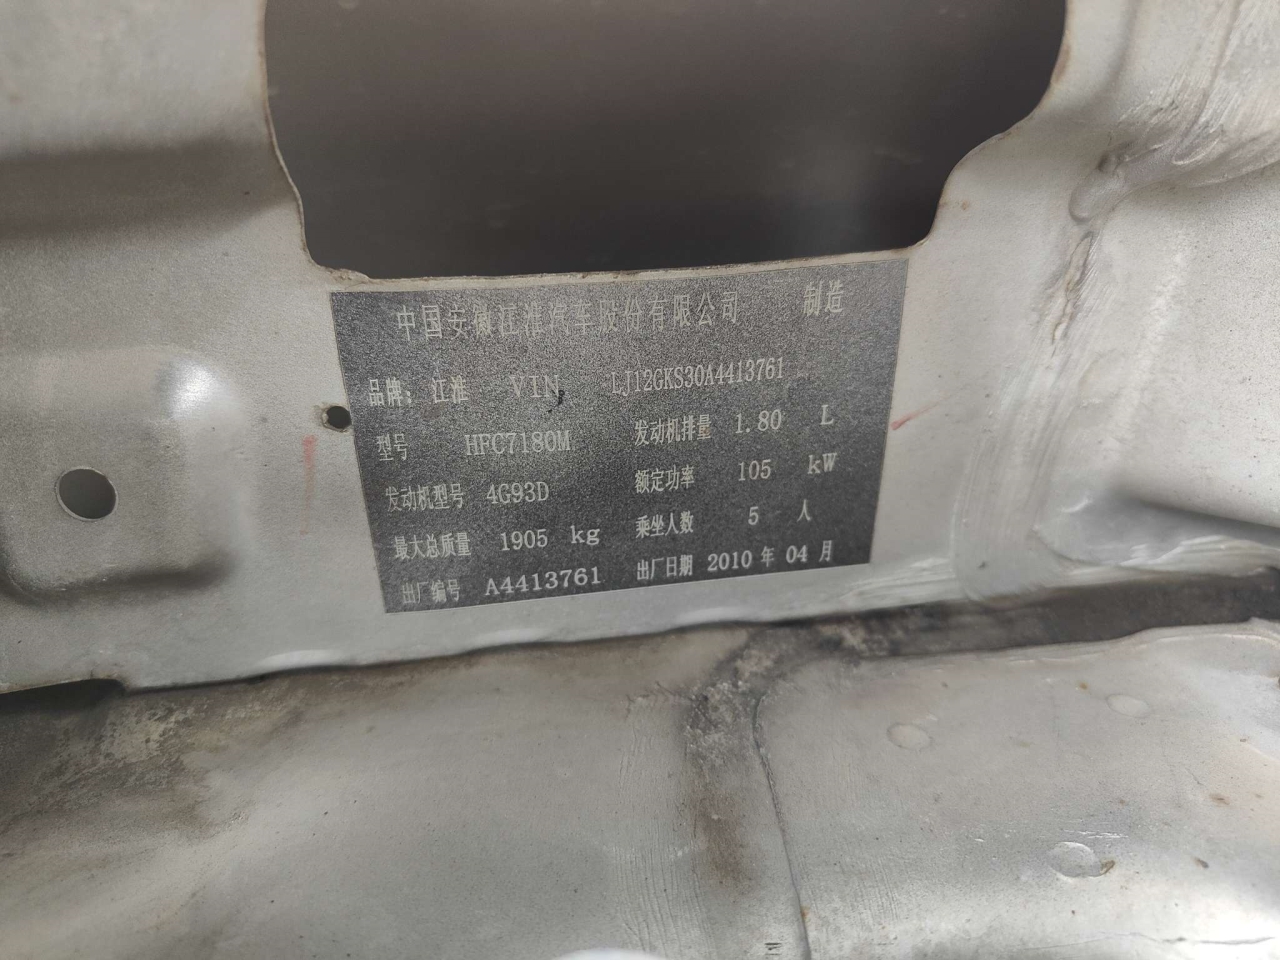 中国安徽江淮汽车股份有限公司 制造
品牌: 江淮 VIN LJ12GKS30A4413761
型号 HFC7180M 发动机排量 1.80 L
发动机型号 4G93D 额定功率 105 kW
最大总质量 1905 kg 乘坐人数 5 人
出厂编号 A4413761 出厂日期 2010 年 04 月